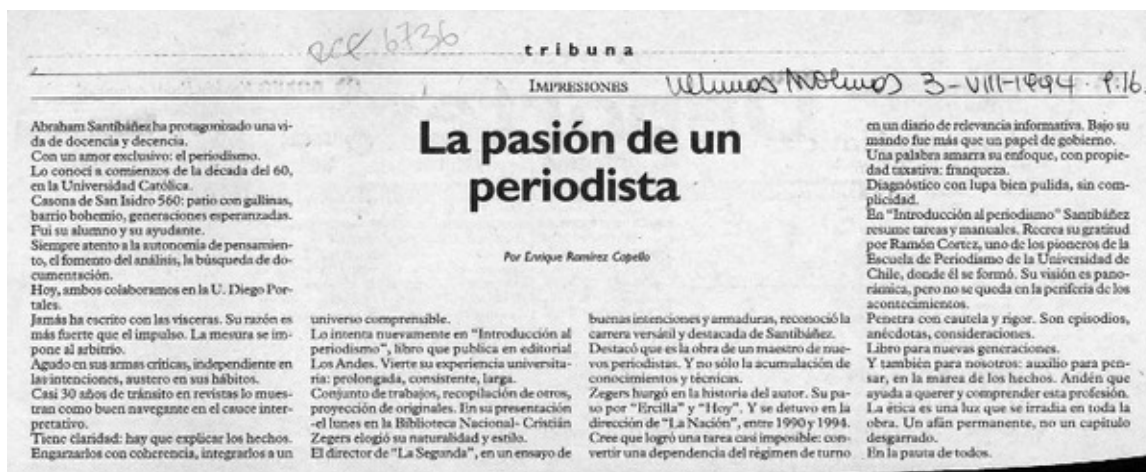 RCE 6736
tribuna
IMPRESIONES
Ultimas Noticias 3-VIII-1994 P.16.
La pasión de un
periodista
Por Enrique Ramírez Capello
Abraham Santibáñez ha protagonizado una vi-
da de docencia y decencia.
Con un amor exclusivo: el periodismo.
Lo conocí a comienzos de la década del 60,
en la Universidad Católica.
Casona de San Isidro 560: patio con gallinas,
barrio bohemio, generaciones esperanzadas.
Fui su alumno y su ayudante.
Siempre atento a la autonomía de pensamien-
to, el fomento del análisis, la búsqueda de do-
cumentación.
Hoy, ambos colaboramos en la U. Diego Por-
tales.
Jamás ha escrito con las vísceras. Su razón es
más fuerte que el impulso. La mesura se im-
pone al arbitrio.
Agudo en sus armas críticas, independiente en
las intenciones, austero en sus hábitos.
Casi 30 años de tránsito en revistas lo mues-
tran como buen navegante en el cauce inter-
pretativo.
Tiene claridad: hay que explicar los hechos.
Engarzarlos con coherencia, integrarlos a un
universo comprensible.
Lo intenta nuevamente en "Introducción al
periodismo", libro que publica en editorial
Los Andes. Vierte su experiencia universita-
ria: prolongada, consistente, larga.
Conjunto de trabajos, recopilación de otros,
proyección de originales. En su presentación
-el lunes en la Biblioteca Nacional- Cristián
Zegers elogió su naturalidad y estilo.
El director de "La Segunda", en un ensayo de
buenas intenciones y armaduras, reconoció la
carrera versátil y destacada de Santibáñez.
Destacó que es la obra de un maestro de nue-
vos periodistas. Y no sólo la acumulación de
conocimientos y técnicas.
Zegers hurgó en la historia del autor. Su pa-
so por "Ercilla" y "Hoy". Y se detuvo en la
dirección de "La Nación", entre 1990 y 1994.
Cree que logró una tarea casi imposible: con-
vertir una dependencia del régimen de turno
en un diario de relevancia informativa. Bajo su
mando fue más que un papel de gobierno.
Una palabra amarra su enfoque, con propie-
dad taxativa: franqueza.
Diagnóstico con lupa bien pulida, sin com-
plicidad.
En "Introducción al periodismo" Santibáñez
resume tareas y manuales. Recrea su gratitud
por Ramón Cortez, uno de los pioneros de la
Escuela de Periodismo de la Universidad de
Chile, donde él se formó. Su visión es pano-
rámica, pero no se queda en la periferia de los
acontecimientos.
Penetra con cautela y rigor. Son episodios,
anécdotas, consideraciones.
Libro para nuevas generaciones.
Y también para nosotros: auxilio para pen-
sar, en la marea de los hechos. Andén que
ayuda a querer y comprender esta profesión.
La ética es una luz que se irradia en toda la
obra. Un afán permanente, no un capítulo
desgarrado.
En la pauta de todos.